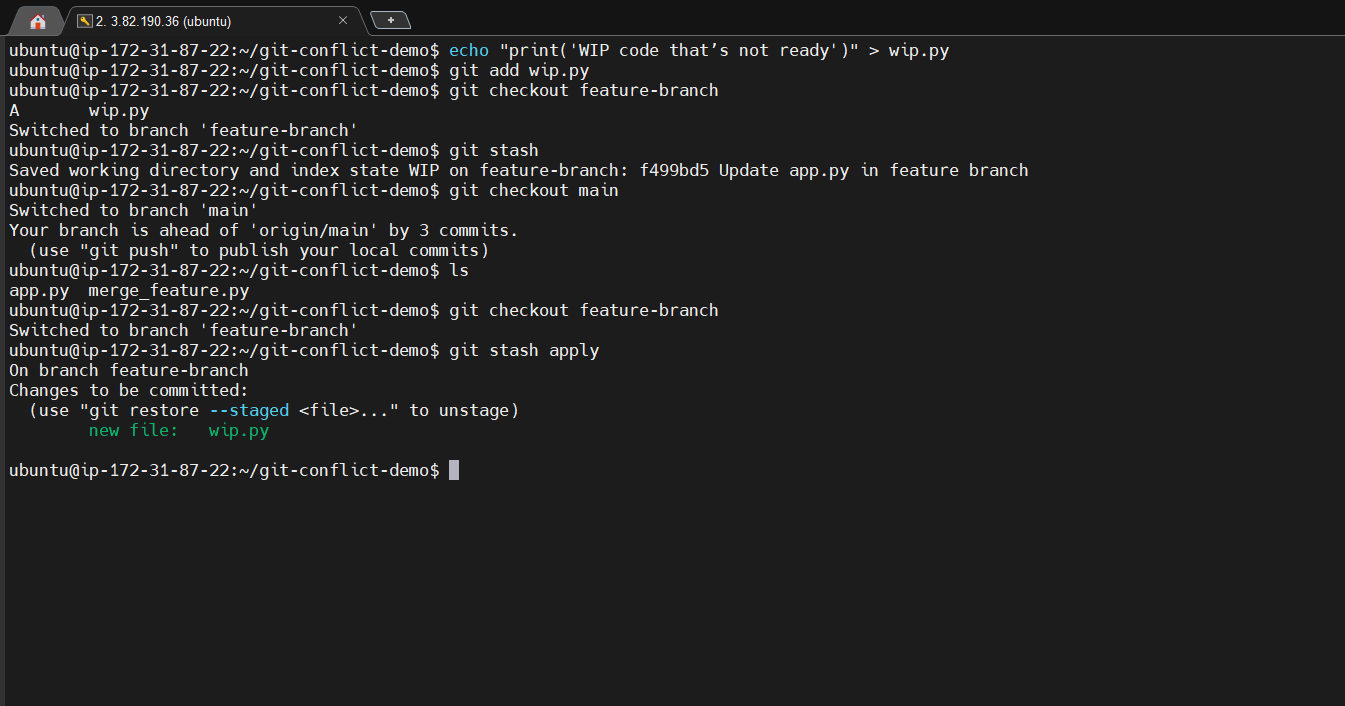 2. 3.82.190.36 (ubuntu)
ubuntu@ip-172-31-87-22:~/git-conflict-demo$ echo "print('WIP code that’s not ready')" > wip.py
ubuntu@ip-172-31-87-22:~/git-conflict-demo$ git add wip.py
ubuntu@ip-172-31-87-22:~/git-conflict-demo$ git checkout feature-branch
A       wip.py
Switched to branch 'feature-branch'
ubuntu@ip-172-31-87-22:~/git-conflict-demo$ git stash
Saved working directory and index state WIP on feature-branch: f499bd5 Update app.py in feature branch
ubuntu@ip-172-31-87-22:~/git-conflict-demo$ git checkout main
Switched to branch 'main'
Your branch is ahead of 'origin/main' by 3 commits.
  (use "git push" to publish your local commits)
ubuntu@ip-172-31-87-22:~/git-conflict-demo$ ls
app.py  merge_feature.py
ubuntu@ip-172-31-87-22:~/git-conflict-demo$ git checkout feature-branch
Switched to branch 'feature-branch'
ubuntu@ip-172-31-87-22:~/git-conflict-demo$ git stash apply
On branch feature-branch
Changes to be committed:
  (use "git restore --staged <file>..." to unstage)
        new file:   wip.py
ubuntu@ip-172-31-87-22:~/git-conflict-demo$